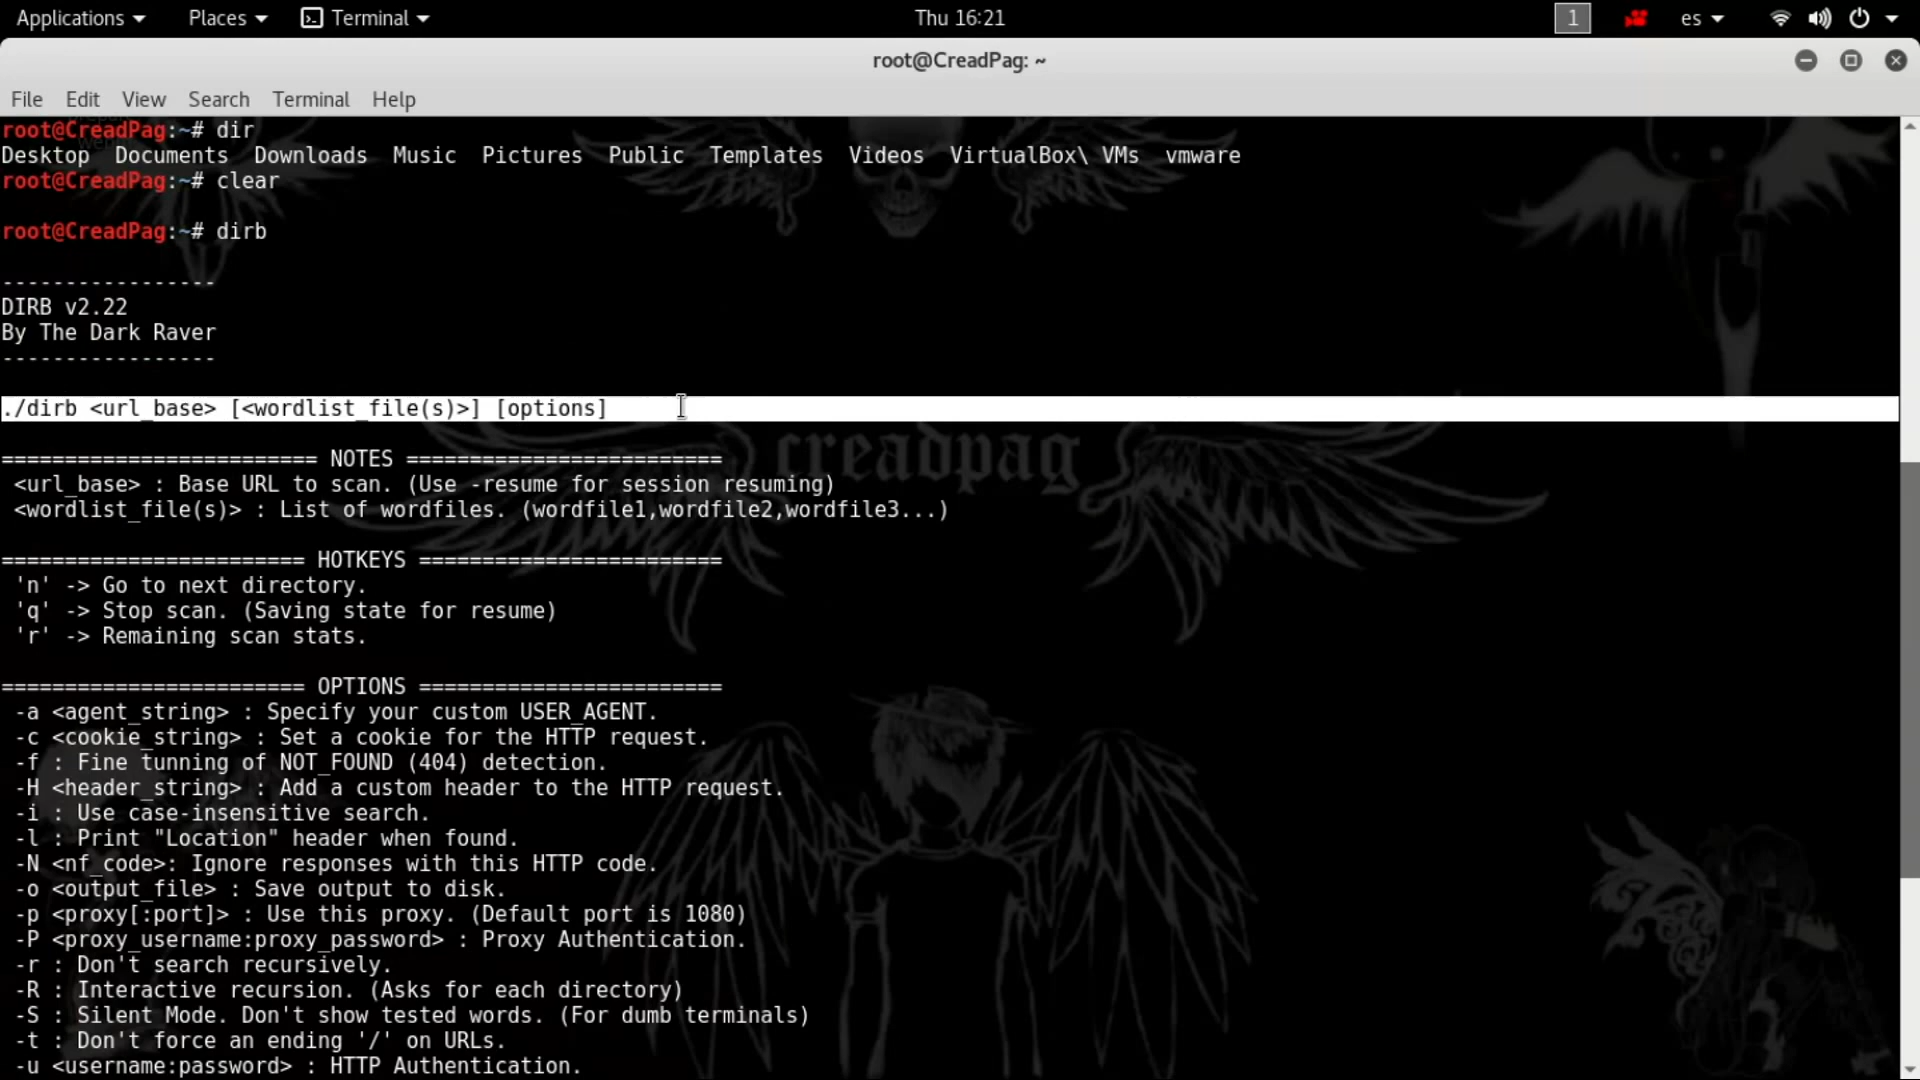 Applications Places Terminal Thu 16:21 1 es
root@CreadPag: ~
File Edit View Search Terminal Help
root@CreadPag:~# dir
Desktop Documents Downloads Music Pictures Public Templates Videos VirtualBox\ VMs vmware
root@CreadPag:~# clear
root@CreadPag:~# dirb
-----------------
DIRB v2.22
By The Dark Raver
-----------------
./dirb <url_base> [<wordlist_file(s)>] [options]
creadpag
========================= NOTES =========================
<url_base> : Base URL to scan. (Use -resume for session resuming)
<wordlist_file(s)> : List of wordfiles. (wordfile1,wordfile2,wordfile3...)
======================== HOTKEYS ========================
'n' -> Go to next directory.
'q' -> Stop scan. (Saving state for resume)
'r' -> Remaining scan stats.
======================== OPTIONS ========================
-a <agent_string> : Specify your custom USER_AGENT.
-c <cookie_string> : Set a cookie for the HTTP request.
-f : Fine tunning of NOT_FOUND (404) detection.
-H <header_string> : Add a custom header to the HTTP request.
-i : Use case-insensitive search.
-l : Print "Location" header when found.
-N <nf_code>: Ignore responses with this HTTP code.
-o <output_file> : Save output to disk.
-p <proxy[:port]> : Use this proxy. (Default port is 1080)
-P <proxy_username:proxy_password> : Proxy Authentication.
-r : Don't search recursively.
-R : Interactive recursion. (Asks for each directory)
-S : Silent Mode. Don't show tested words. (For dumb terminals)
-t : Don't force an ending '/' on URLs.
-u <username:password> : HTTP Authentication.